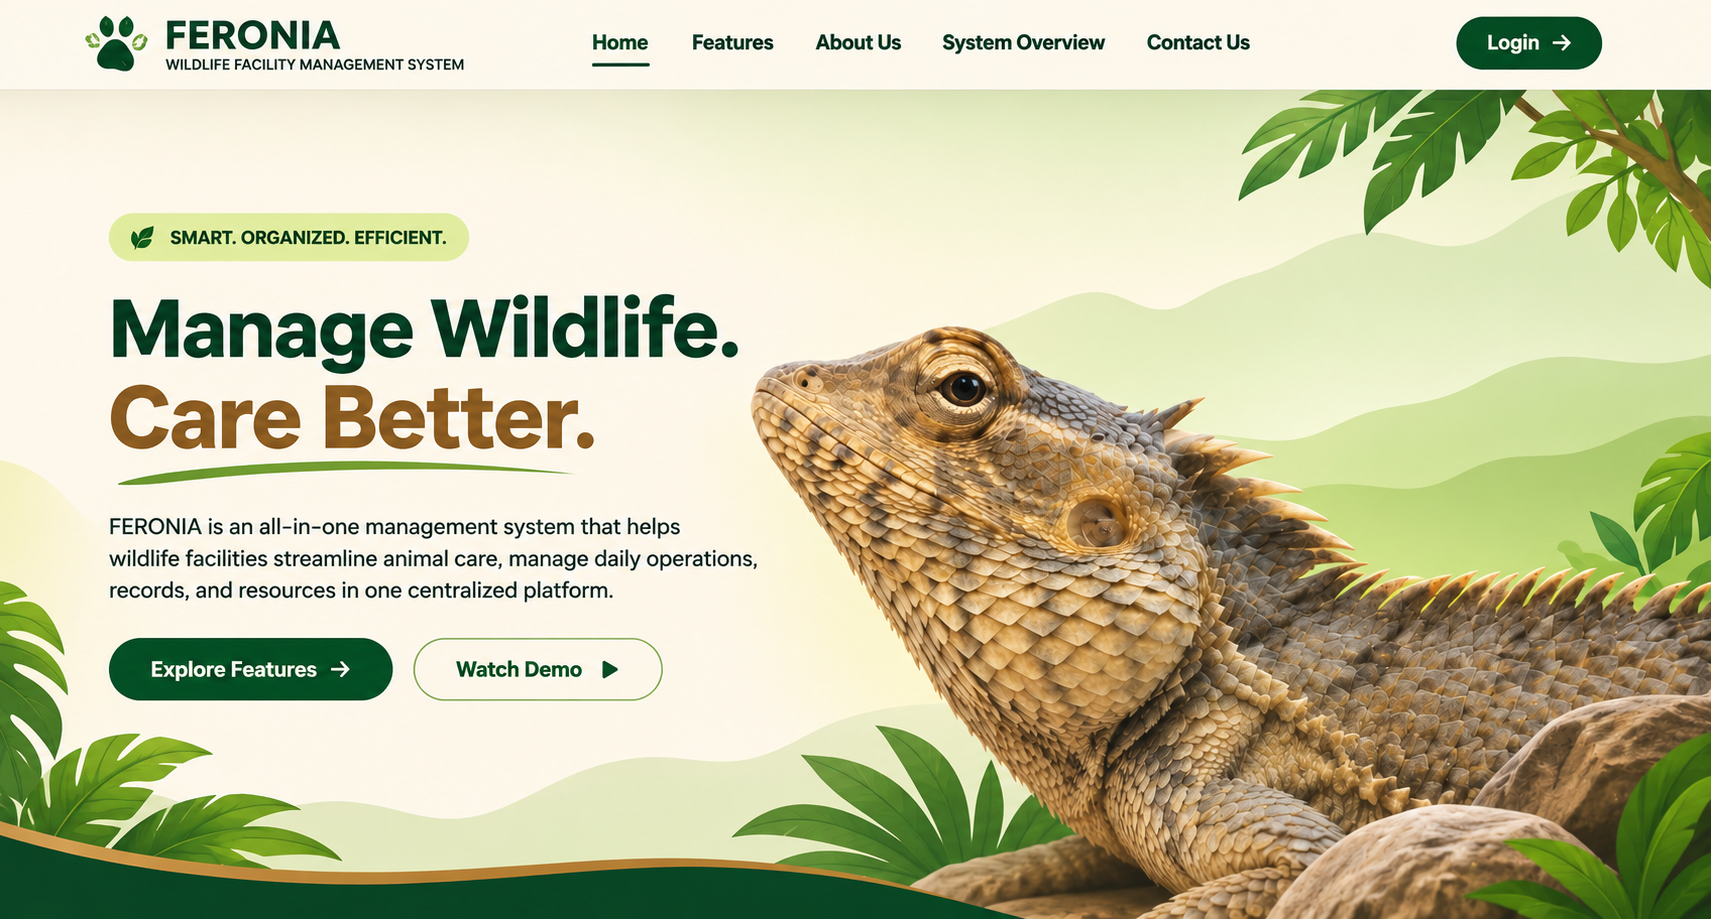 FERONIA
WILDLIFE FACILITY MANAGEMENT SYSTEM
Home
Features
About Us
System Overview
Contact Us
Login
SMART. ORGANIZED. EFFICIENT.
Manage Wildlife.
Care Better.
FERONIA is an all-in-one management system that helps
wildlife facilities streamline animal care, manage daily operations,
records, and resources in one centralized platform.
Explore Features
Watch Demo